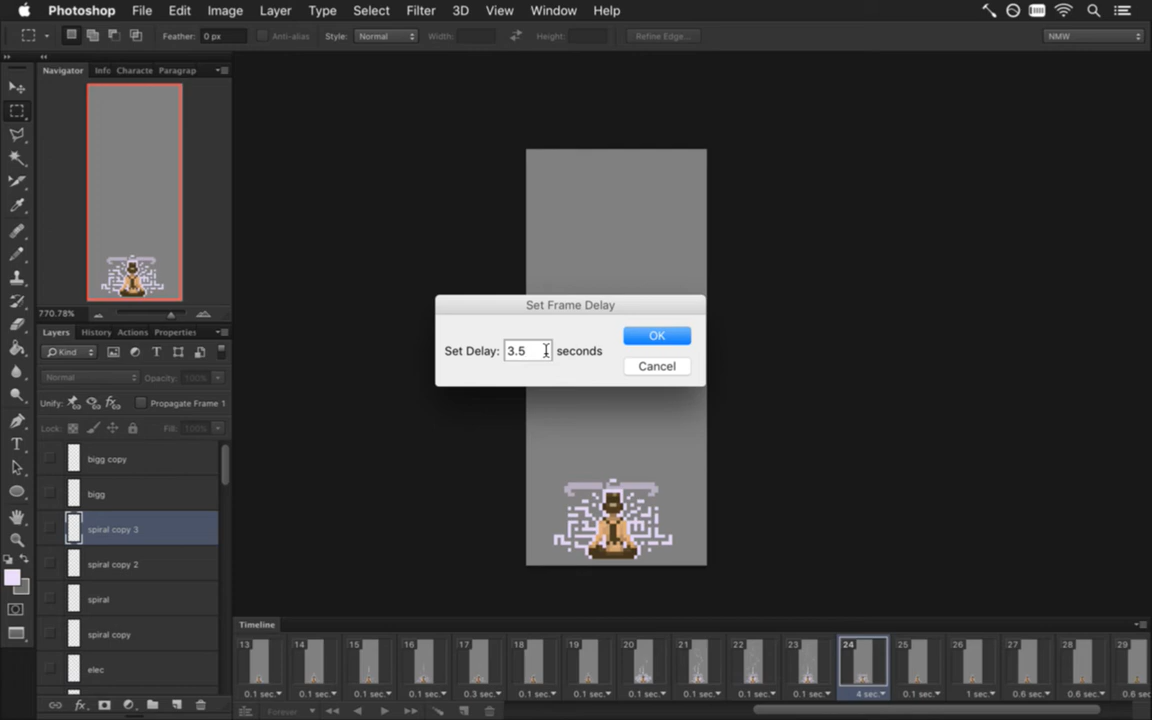 Photoshop File Edit Image Layer Type Select Filter 3D View Window Help
Feather: 0 px Anti-alias Style: Normal Width: Height: Refine Edge... NMW
Navigator Info Characte Paragrap
770.78%
Layers History Actions Properties
Kind
Normal Opacity: 100%
Unify: Propagate Frame 1
Lock: Fill: 100%
bigg copy
bigg
spiral copy 3
spiral copy 2
spiral
spiral copy
elec
Set Frame Delay
Set Delay: 3.5 seconds
OK
Cancel
Timeline
13 14 15 16 17 18 19 20 21 22 23 24 25 26 27 28 29
0.1 sec. 0.1 sec. 0.1 sec. 0.1 sec. 0.3 sec. 0.1 sec. 0.1 sec. 0.1 sec. 0.1 sec. 0.1 sec. 0.1 sec. 4 sec. 0.1 sec. 1 sec. 0.6 sec. 0.6 sec. 0.6 sec
Forever